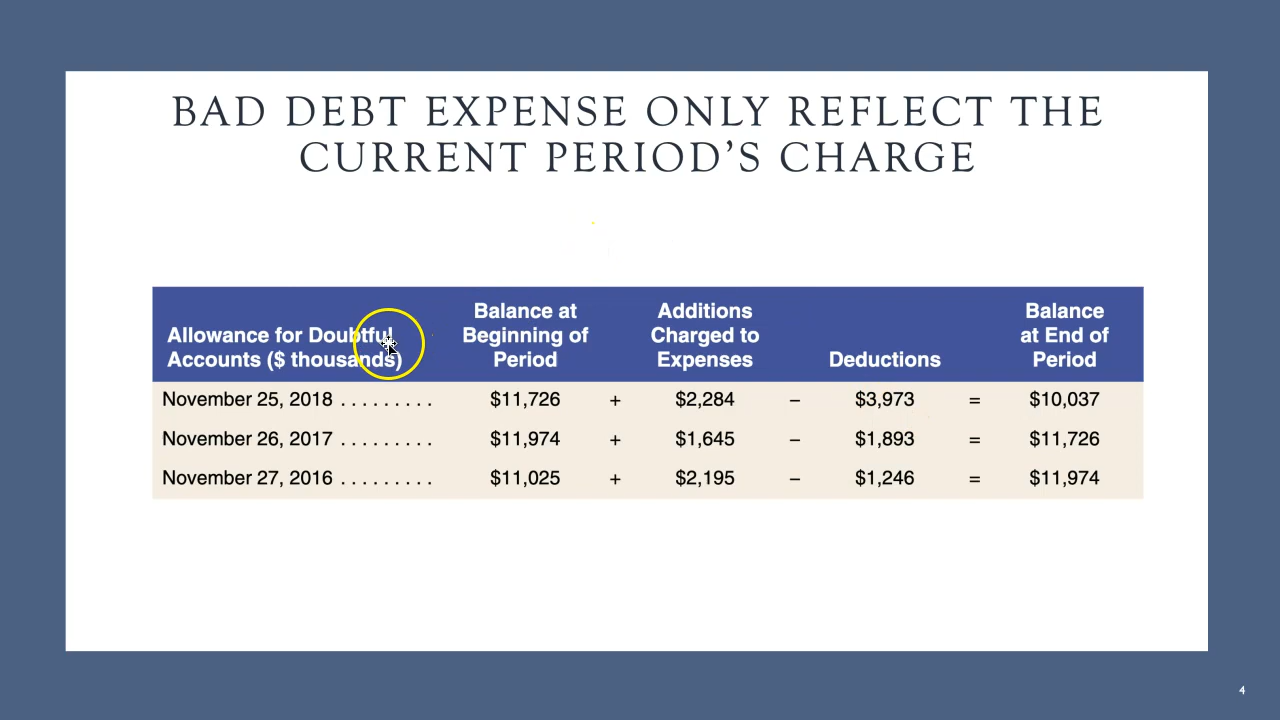 BAD DEBT EXPENSE ONLY REFLECT THE
CURRENT PERIOD’S CHARGE
Allowance for Doubtful
Accounts ($ thousands)
Balance at
Beginning of
Period
Additions
Charged to
Expenses
Deductions
Balance
at End of
Period
November 25, 2018 . . . . . . . . . $11,726 + $2,284 − $3,973 = $10,037
November 26, 2017 . . . . . . . . . $11,974 + $1,645 − $1,893 = $11,726
November 27, 2016 . . . . . . . . . $11,025 + $2,195 − $1,246 = $11,974
4